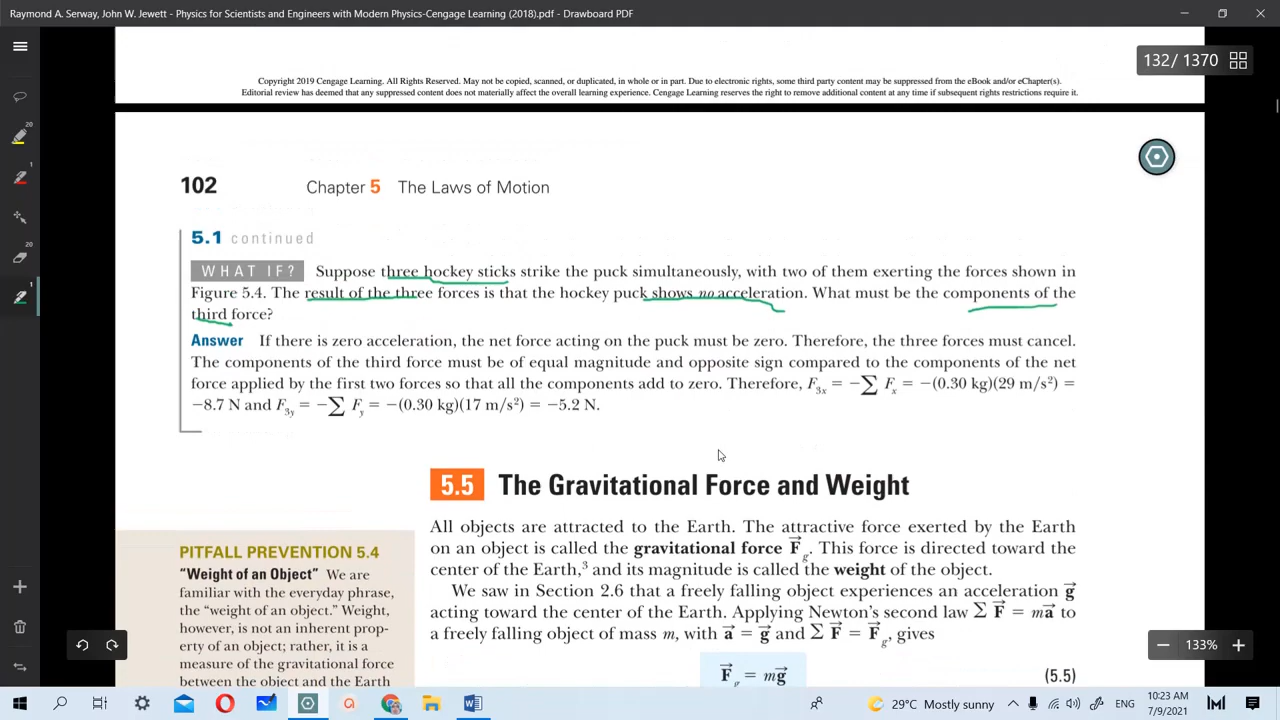 Raymond A. Serway, John W. Jewett - Physics for Scientists and Engineers with Modern Physics-Cengage Learning (2018).pdf - Drawboard PDF
132 / 1370
Copyright 2019 Cengage Learning. All Rights Reserved. May not be copied, scanned, or duplicated, in whole or in part. Due to electronic rights, some third party content may be suppressed from the eBook and/or eChapter(s).
Editorial review has deemed that any suppressed content does not materially affect the overall learning experience. Cengage Learning reserves the right to remove additional content at any time if subsequent rights restrictions require it.
20
1
20
1
102 Chapter 5 The Laws of Motion
5.1 continued
WHAT IF? Suppose three hockey sticks strike the puck simultaneously, with two of them exerting the forces shown in
Figure 5.4. The result of the three forces is that the hockey puck shows no acceleration. What must be the components of the
third force?
Answer If there is zero acceleration, the net force acting on the puck must be zero. Therefore, the three forces must cancel.
The components of the third force must be of equal magnitude and opposite sign compared to the components of the net
force applied by the first two forces so that all the components add to zero. Therefore, F₃ₓ = −∑ Fₓ = −(0.30 kg)(29 m/s²) =
−8.7 N and F₃y = −∑ Fy = −(0.30 kg)(17 m/s²) = −5.2 N.
5.5 The Gravitational Force and Weight
All objects are attracted to the Earth. The attractive force exerted by the Earth
on an object is called the gravitational force F⃗g. This force is directed toward the
center of the Earth,³ and its magnitude is called the weight of the object.
We saw in Section 2.6 that a freely falling object experiences an acceleration g⃗
acting toward the center of the Earth. Applying Newton's second law Σ F⃗ = ma⃗ to
a freely falling object of mass m, with a⃗ = g⃗ and Σ F⃗ = F⃗g, gives
F⃗g = mg⃗ (5.5)
PITFALL PREVENTION 5.4
"Weight of an Object" We are
familiar with the everyday phrase,
the "weight of an object." Weight,
however, is not an inherent prop-
erty of an object; rather, it is a
measure of the gravitational force
between the object and the Earth
133%
29°C Mostly sunny
ENG
10:23 AM
7/9/2021